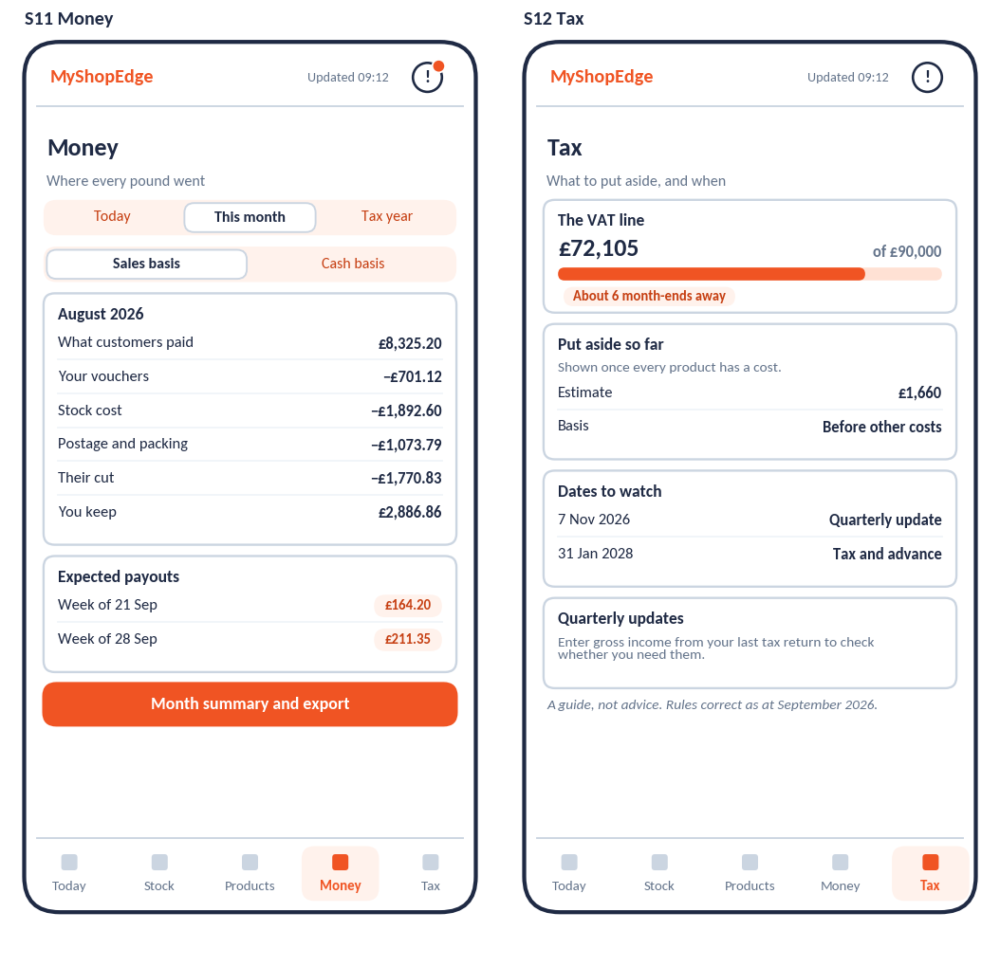 S11 Money
MyShopEdge
Updated 09:12
!
Money
Where every pound went
Today
This month
Tax year
Sales basis
Cash basis
August 2026
What customers paid £8,325.20
Your vouchers –£701.12
Stock cost –£1,892.60
Postage and packing –£1,073.79
Their cut –£1,770.83
You keep £2,886.86
Expected payouts
Week of 21 Sep £164.20
Week of 28 Sep £211.35
Month summary and export
Today
Stock
Products
Money
Tax
S12 Tax
MyShopEdge
Updated 09:12
!
Tax
What to put aside, and when
The VAT line
£72,105 of £90,000
About 6 month-ends away
Put aside so far
Shown once every product has a cost.
Estimate £1,660
Basis Before other costs
Dates to watch
7 Nov 2026 Quarterly update
31 Jan 2028 Tax and advance
Quarterly updates
Enter gross income from your last tax return to check
whether you need them.
A guide, not advice. Rules correct as at September 2026.
Today
Stock
Products
Money
Tax